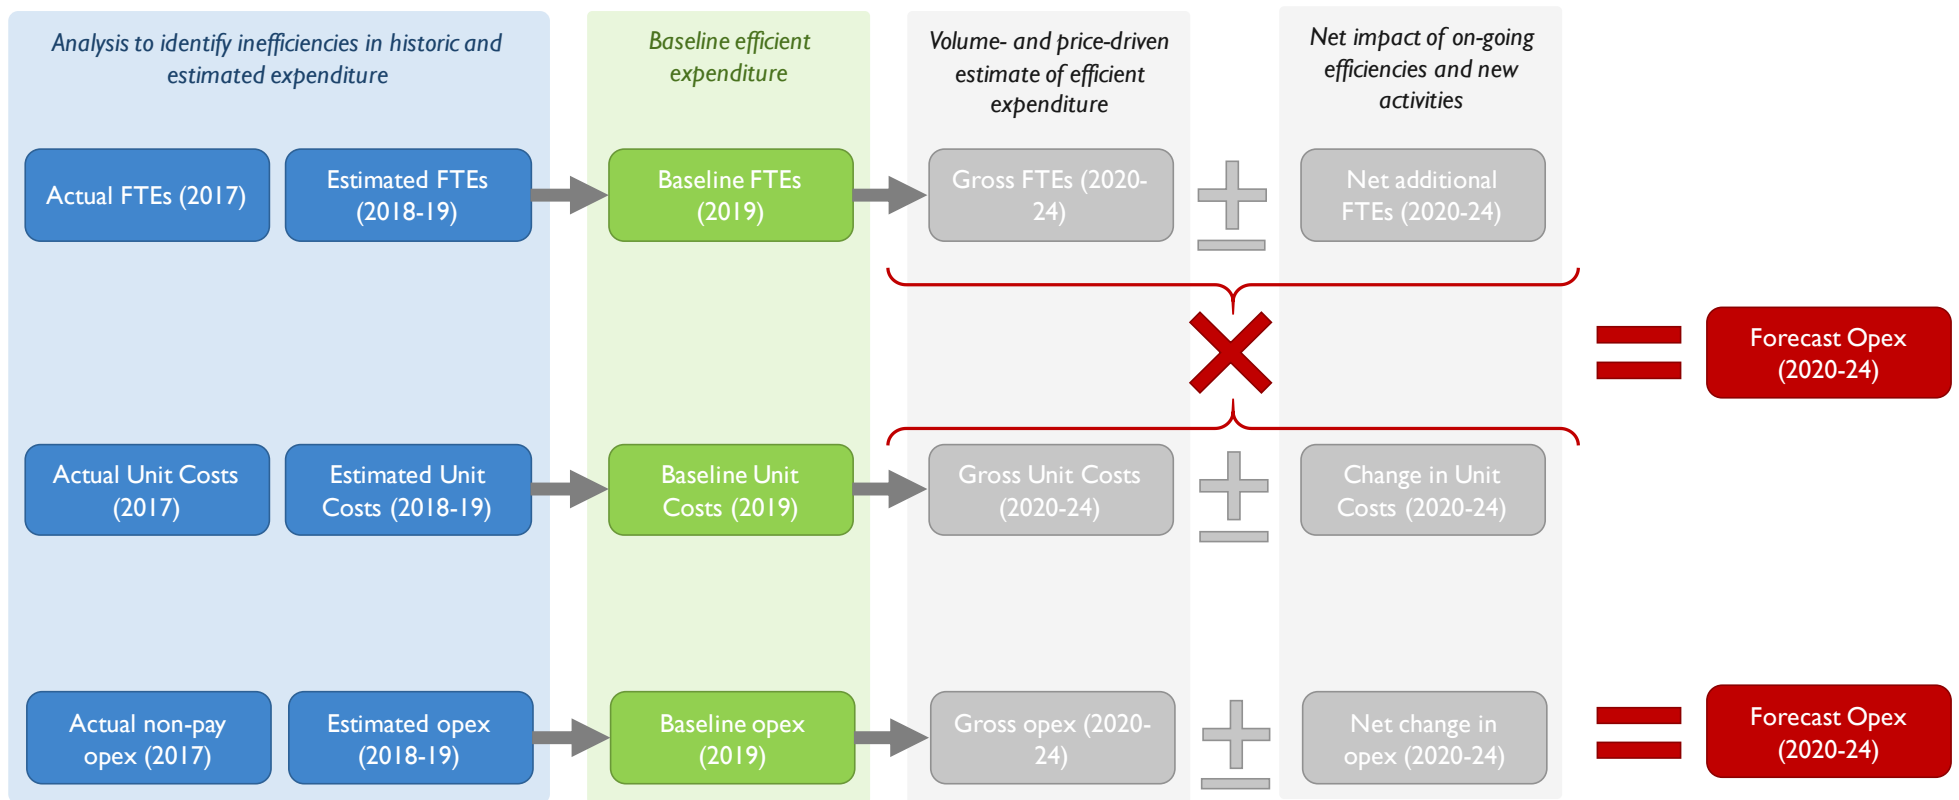 Analysis to identify inefficiencies in historic and
estimated expenditure
Baseline efficient
expenditure
Volume- and price-driven
estimate of efficient
expenditure
Net impact of on-going
efficiencies and new
activities
Actual FTEs (2017)
Estimated FTEs
(2018-19)
Baseline FTEs
(2019)
Gross FTEs (2020-
24)
Net additional
FTEs (2020-24)
Forecast Opex
(2020-24)
Actual Unit Costs
(2017)
Estimated Unit
Costs (2018-19)
Baseline Unit
Costs (2019)
Gross Unit Costs
(2020-24)
Change in Unit
Costs (2020-24)
Actual non-pay
opex (2017)
Estimated opex
(2018-19)
Baseline opex
(2019)
Gross opex (2020-
24)
Net change in
opex (2020-24)
Forecast Opex
(2020-24)